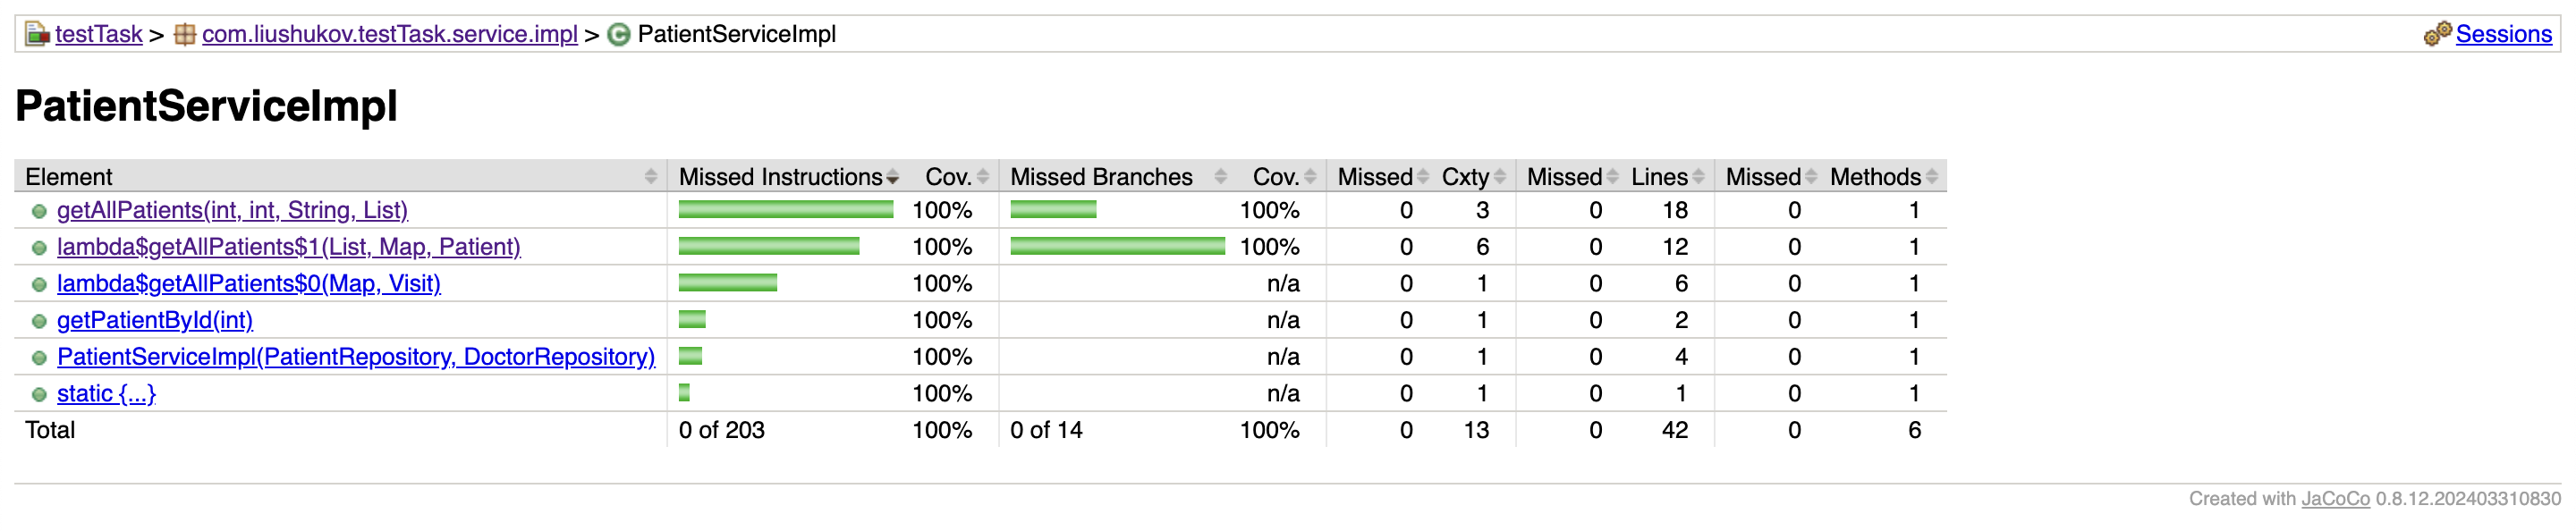 testTask > com.liushukov.testTask.service.impl > PatientServiceImpl Sessions
PatientServiceImpl
Element Missed Instructions Cov. Missed Branches Cov. Missed Cxty Missed Lines Missed Methods
getAllPatients(int, int, String, List) 100% 100% 0 3 0 18 0 1
lambda$getAllPatients$1(List, Map, Patient) 100% 100% 0 6 0 12 0 1
lambda$getAllPatients$0(Map, Visit) 100% n/a 0 1 0 6 0 1
getPatientById(int) 100% n/a 0 1 0 2 0 1
PatientServiceImpl(PatientRepository, DoctorRepository) 100% n/a 0 1 0 4 0 1
static {...} 100% n/a 0 1 0 1 0 1
Total 0 of 203 100% 0 of 14 100% 0 13 0 42 0 6
Created with JaCoCo 0.8.12.202403310830